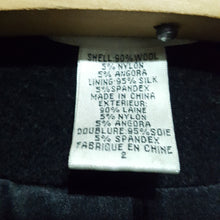 SHELL: 90% WOOL
5% NYLON
5% ANGORA
LINING: 95% SILK
5% SPANDEX
MADE IN CHINA
EXTERIEUR:
90% LAINE
5% NYLON
5% ANGORA
DOUBLURE: 95% SOIE
5% SPANDEX
FABRIQUE EN CHINE
2